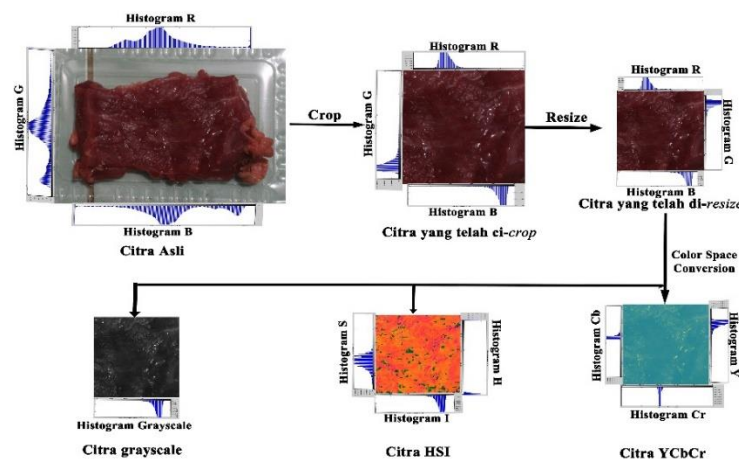 Histogram R
Histogram G
Histogram B
Citra Asli
Crop
Histogram R
Histogram G
Histogram B
Citra yang telah ci-crop
Resize
Histogram R
Histogram G
Histogram B
Citra yang telah di-resize
Color Space
Conversion
Histogram Grayscale
Citra grayscale
Histogram S
Histogram H
Histogram I
Citra HSI
Histogram Cb
Histogram Y
Histogram Cr
Citra YCbCr